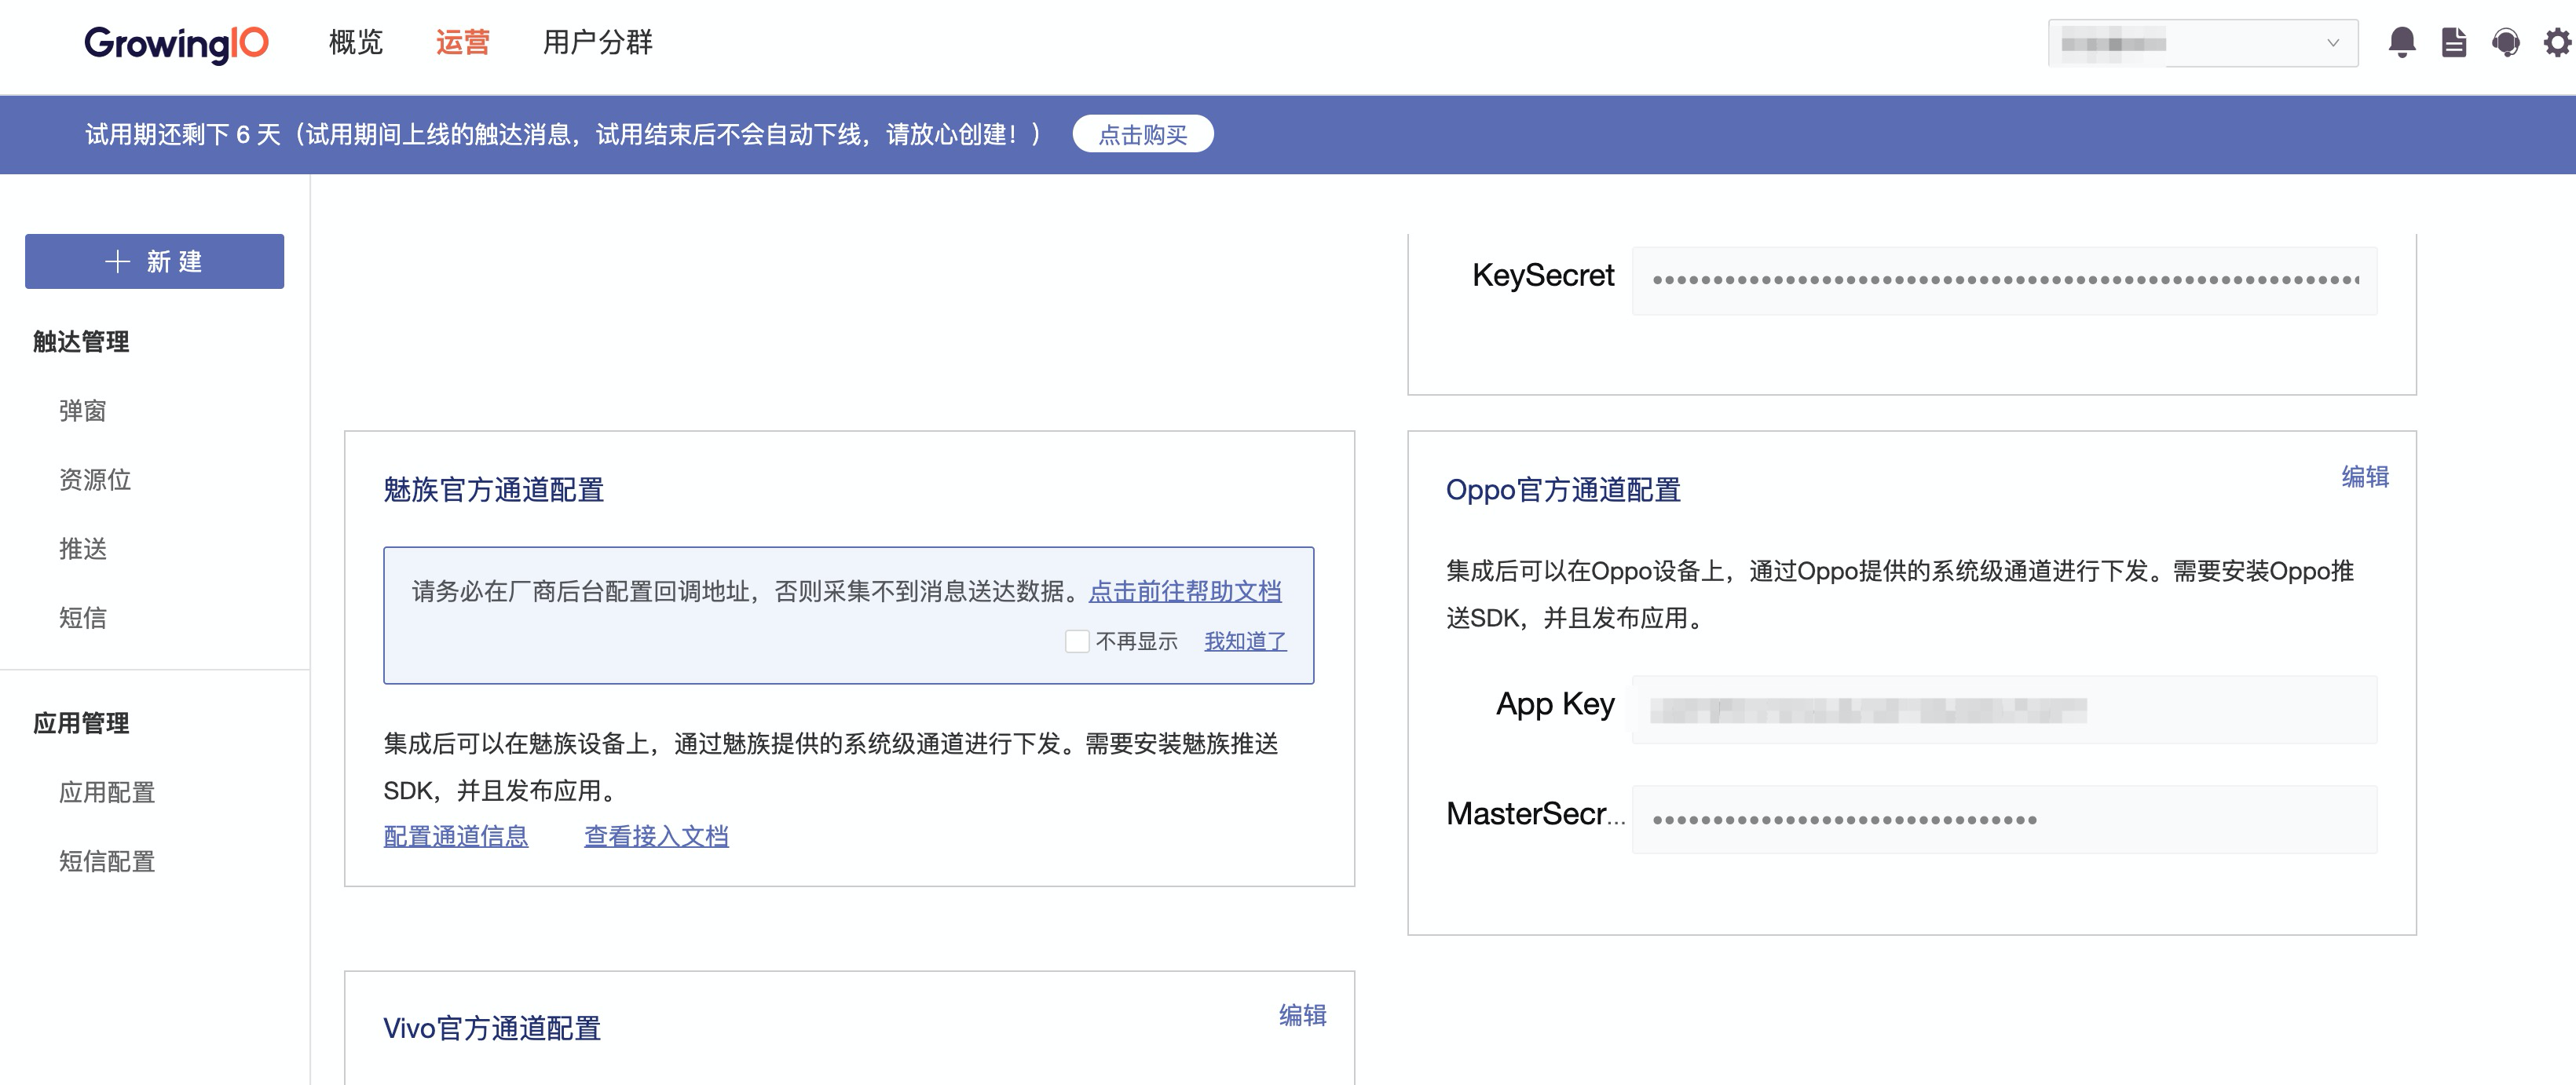 GrowingIO
概览
运营
用户分群
试用期还剩下 6 天（试用期间上线的触达消息，试用结束后不会自动下线，请放心创建！）
点击购买
新 建
触达管理
弹窗
资源位
推送
短信
应用管理
应用配置
短信配置
KeySecret
魅族官方通道配置
请务必在厂商后台配置回调地址，否则采集不到消息送达数据。点击前往帮助文档
不再显示
我知道了
集成后可以在魅族设备上，通过魅族提供的系统级通道进行下发。需要安装魅族推送
SDK，并且发布应用。
配置通道信息
查看接入文档
Oppo官方通道配置
编辑
集成后可以在Oppo设备上，通过Oppo提供的系统级通道进行下发。需要安装Oppo推
送SDK，并且发布应用。
App Key
MasterSecr...
Vivo官方通道配置
编辑